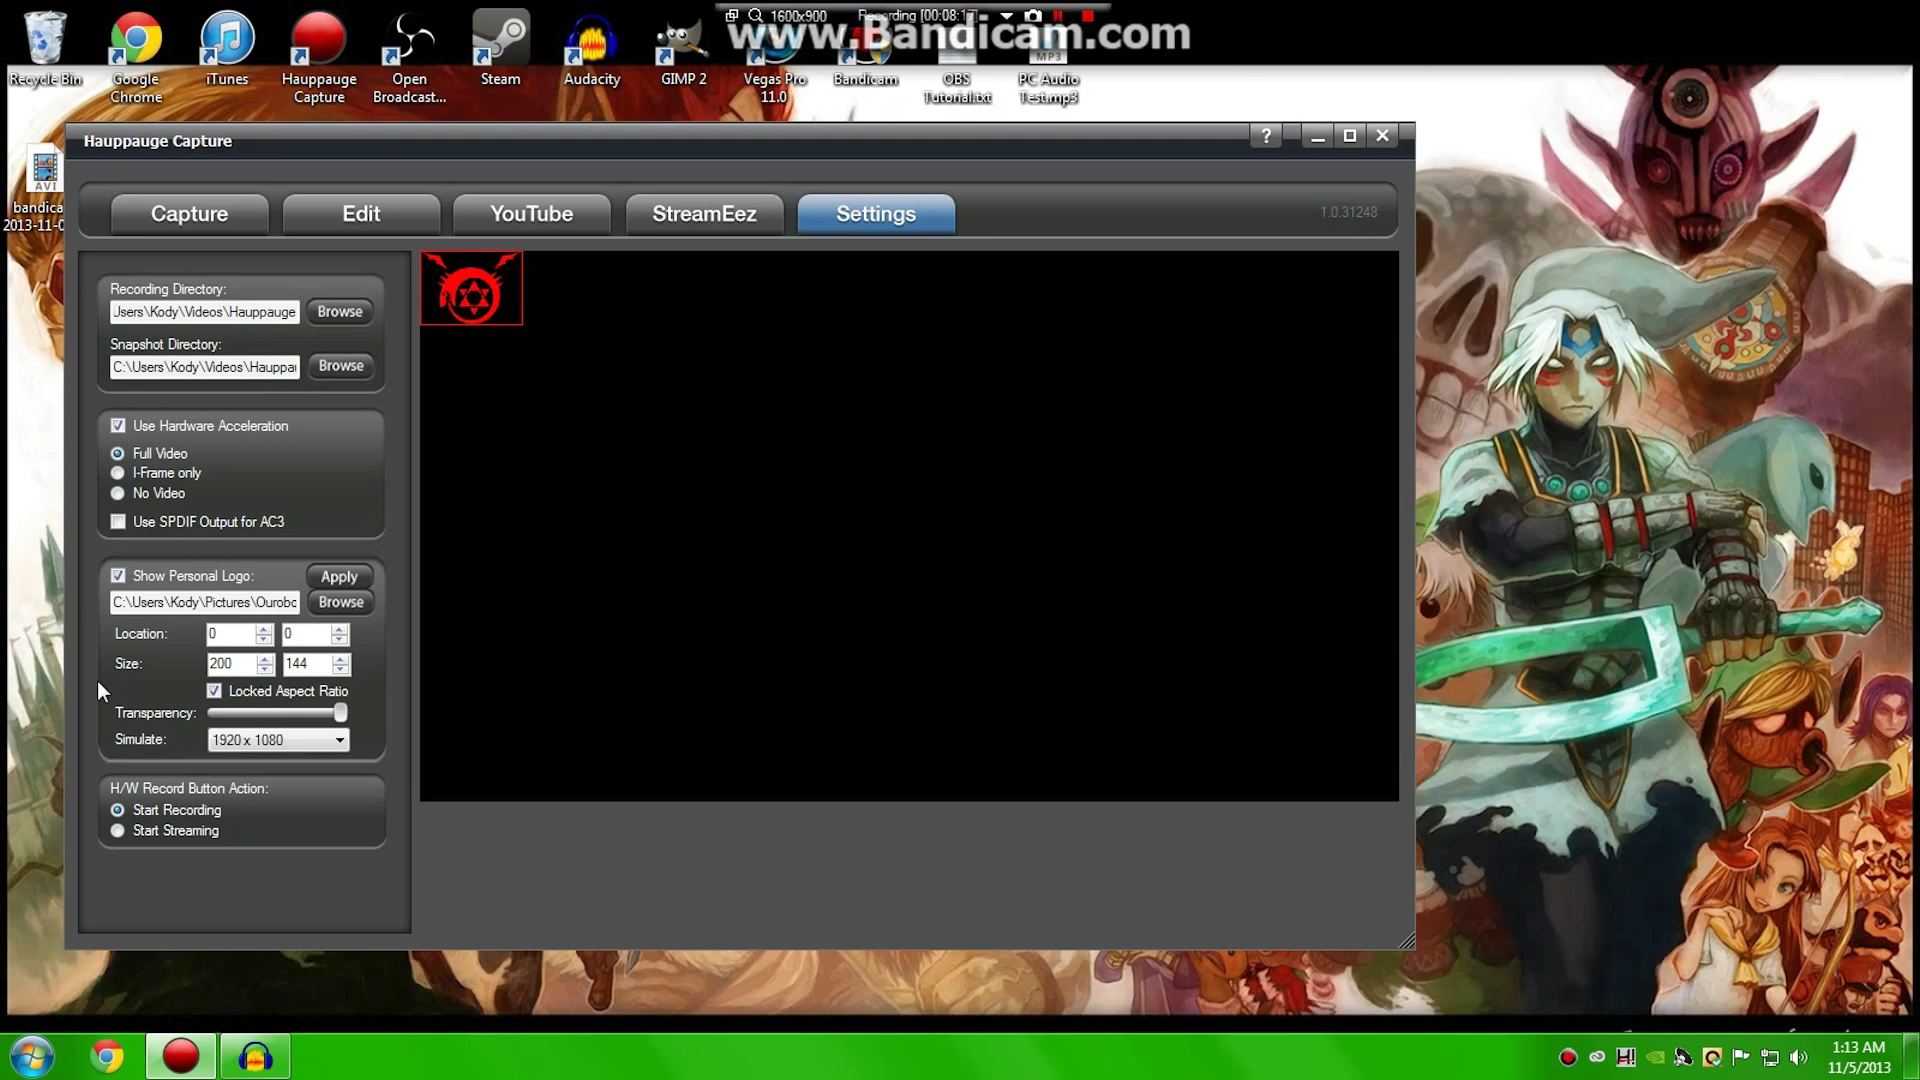 1600x900 Recording [00:08:17]
www.Bandicam.com
Recycle Bin
Google Chrome
iTunes
Hauppauge Capture
Open Broadcast...
Steam
Audacity
GIMP 2
Vegas Pro 11.0
Bandicam
OBS Tutorial.txt
MP3
PC Audio Test.mp3
AVI
bandica
2013-11-0
Hauppauge Capture
?
Capture Edit YouTube StreamEez Settings 1.0.31248
Recording Directory:
Jsers\Kody\Videos\Hauppauge Browse
Snapshot Directory:
C:\Users\Kody\Videos\Hauppau Browse
Use Hardware Acceleration
Full Video
I-Frame only
No Video
Use SPDIF Output for AC3
Show Personal Logo: Apply
C:\Users\Kody\Pictures\Ourobo Browse
Location: 0 0
Size: 200 144
Locked Aspect Ratio
Transparency:
Simulate: 1920 x 1080
H/W Record Button Action:
Start Recording
Start Streaming
1:13 AM
11/5/2013